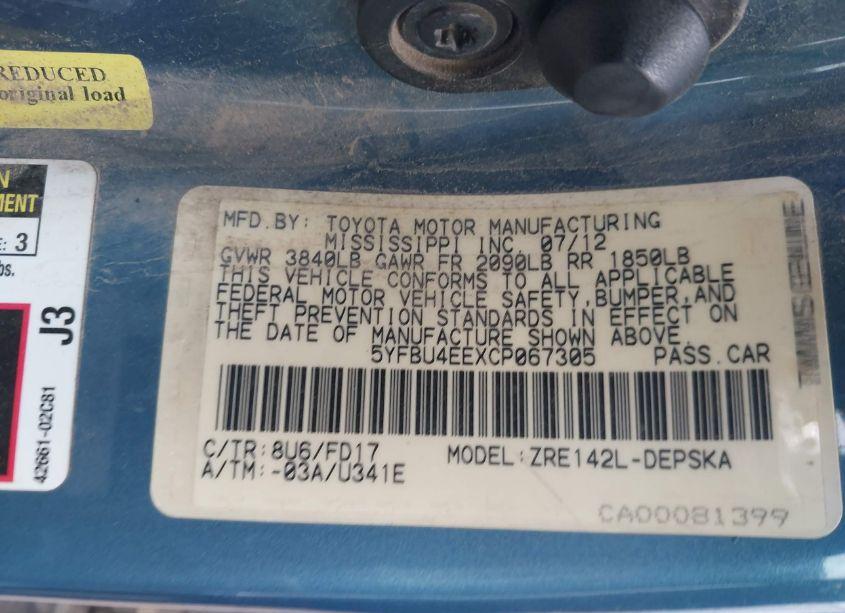 REDUCED
original load
N
MENT
E: 3
bs.
J3
42661-02C81
MFD.BY: TOYOTA MOTOR MANUFACTURING
MISSISSIPPI INC. 07/12
GVWR 3840LB GAWR FR 2090LB RR 1850LB
THIS VEHICLE CONFORMS TO ALL APPLICABLE
FEDERAL MOTOR VEHICLE SAFETY,BUMPER,AND
THEFT PREVENTION STANDARDS IN EFFECT ON
THE DATE OF MANUFACTURE SHOWN ABOVE.
5YFBU4EEXCP067305 PASS.CAR
C/TR:8U6/FD17 MODEL:ZRE142L-DEPSKA
A/TM:-03A/U341E
CA00081399